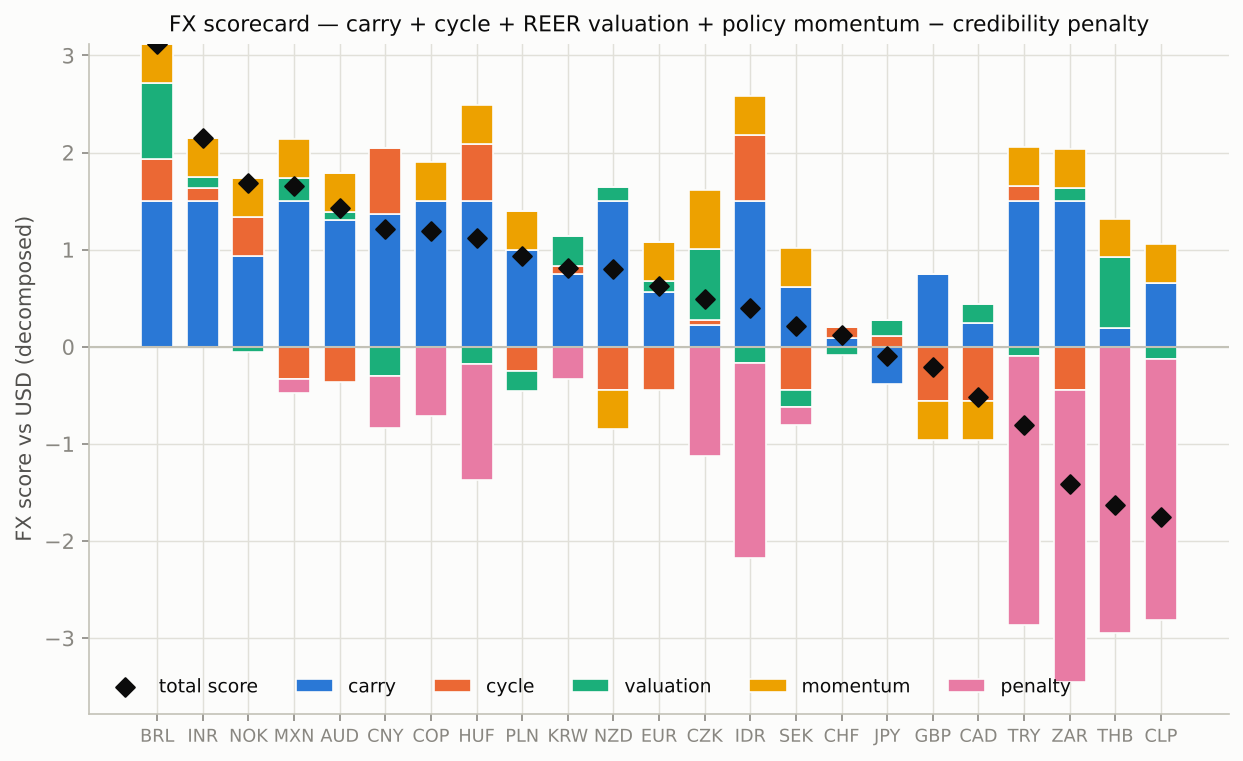 FX scorecard — carry + cycle + REER valuation + policy momentum − credibility penalty
FX score vs USD (decomposed)
3
2
1
0
−1
−2
−3
total score
carry
cycle
valuation
momentum
penalty
BRL INR NOK MXN AUD CNY COP HUF PLN KRW NZD EUR CZK IDR SEK CHF JPY GBP CAD TRY ZAR THB CLP